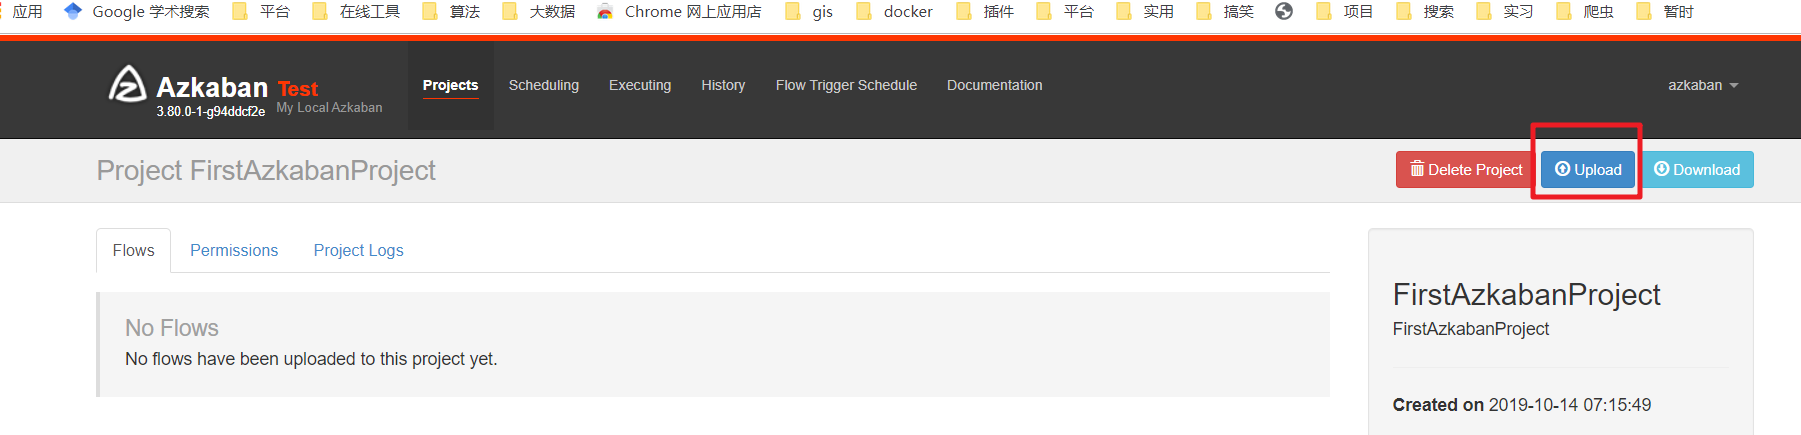 应用 Google 学术搜索 平台 在线工具 算法 大数据 Chrome 网上应用店 gis docker 插件 平台 实用 搞笑 项目 搜索 实习 爬虫 暂时
Azkaban Test
3.80.0-1-g94ddcf2e My Local Azkaban
Projects Scheduling Executing History Flow Trigger Schedule Documentation azkaban
Project FirstAzkabanProject
Delete Project Upload Download
Flows Permissions Project Logs
No Flows
No flows have been uploaded to this project yet.
FirstAzkabanProject
FirstAzkabanProject
Created on 2019-10-14 07:15:49